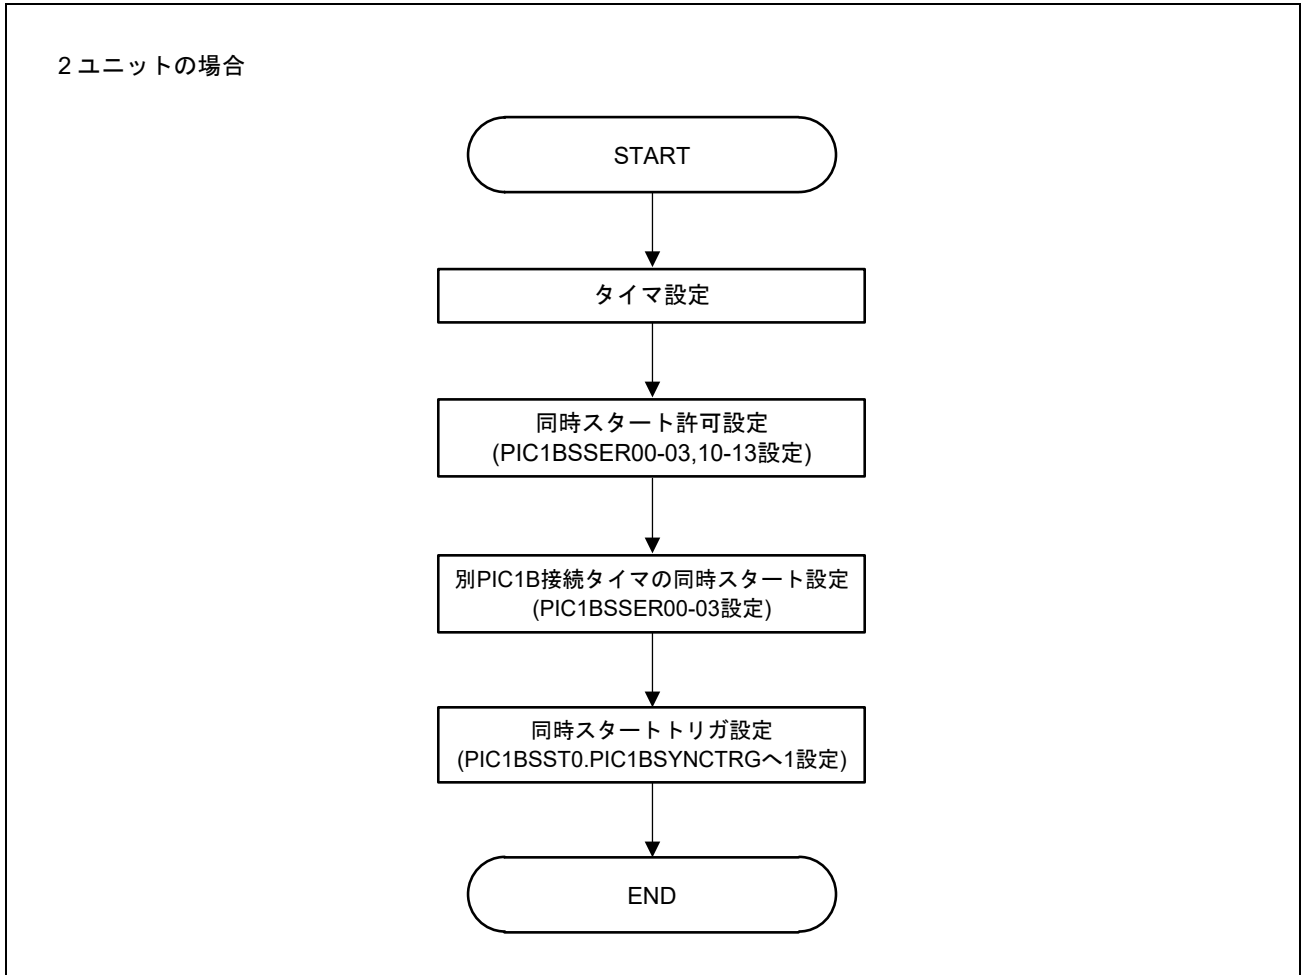 2 ユニットの場合
START
タイマ設定
同時スタート許可設定
(PIC1BSSER00-03,10-13設定)
別PIC1B接続タイマの同時スタート設定
(PIC1BSSER00-03設定)
同時スタートトリガ設定
(PIC1BSST0.PIC1BSYNCTRGへ1設定)
END